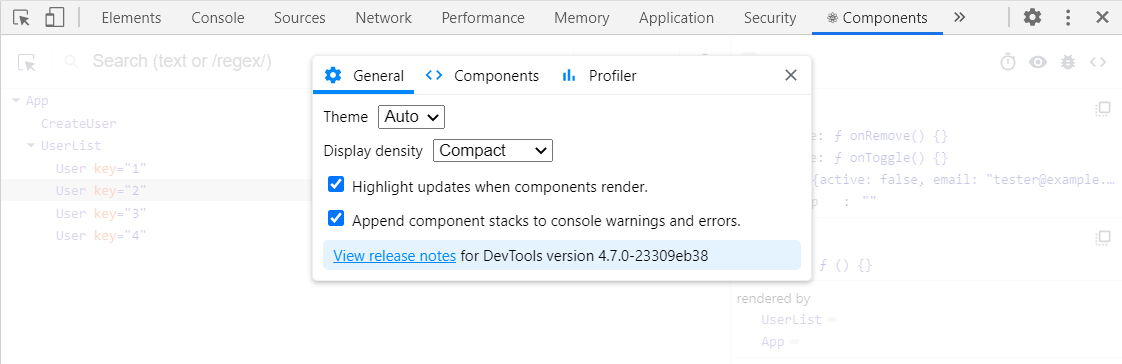 Elements Console Sources Network Performance Memory Application Security Components
Search (text or /regex/)
General Components Profiler
App
CreateUser
UserList
User key="1"
User key="2"
User key="3"
User key="4"
Theme Auto
Display density Compact
Highlight updates when components render.
Append component stacks to console warnings and errors.
View release notes for DevTools version 4.7.0-23309eb38
: ƒ onRemove() {}
: ƒ onToggle() {}
{active: false, email: "tester@example.…
: ""
ƒ () {}
rendered by
UserList
App